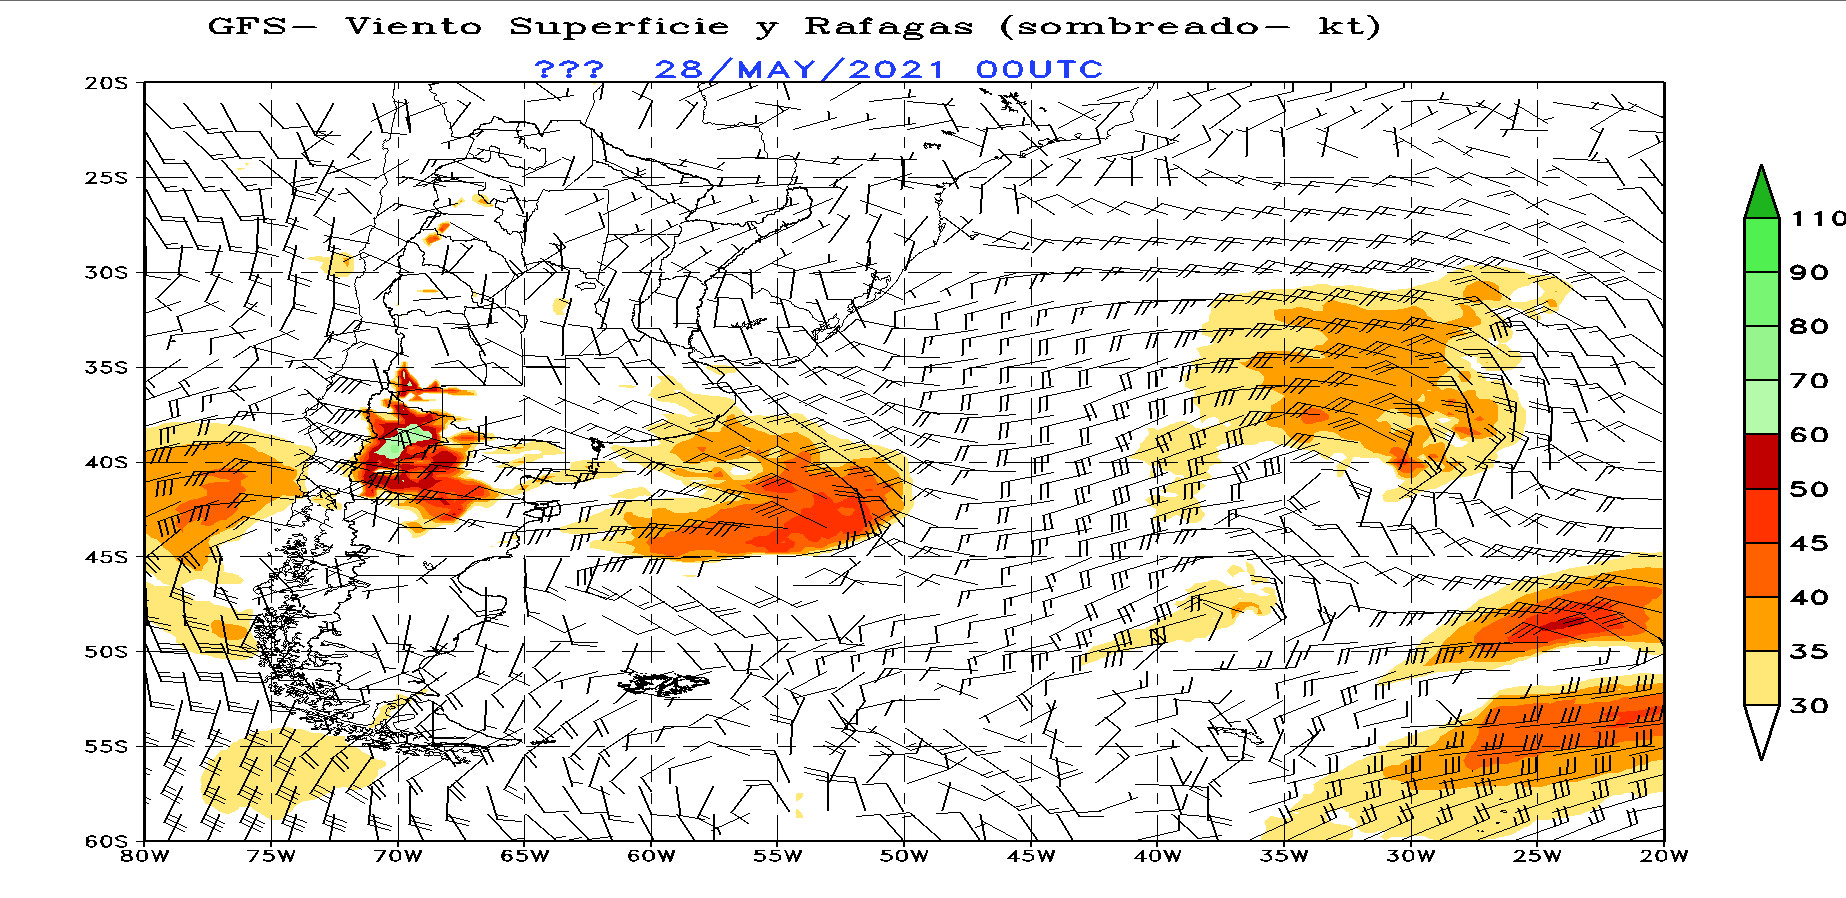 GFS− Viento Superficie y Rafagas (sombreado− kt)
???  28/MAY/2021 00UTC
20S
25S
30S
35S
40S
45S
50S
55S
60S
80W 75W 70W 65W 60W 55W 50W 45W 40W 35W 30W 25W 20W
110
90
80
70
60
50
45
40
35
30